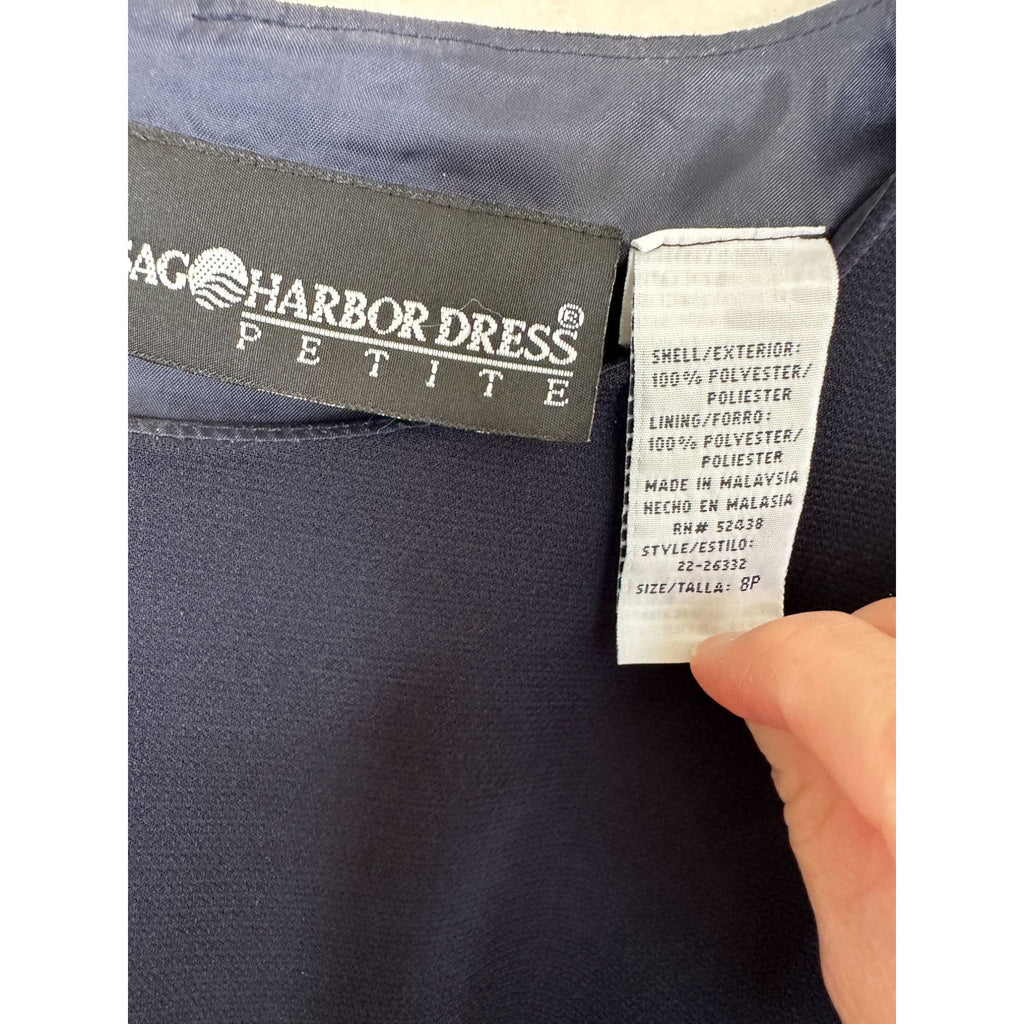 SAG HARBOR DRESS ®
PETITE
SHELL/EXTERIOR:
100% POLYESTER/
POLIESTER
LINING/FORRO:
100% POLYESTER/
POLIESTER
MADE IN MALAYSIA
HECHO EN MALASIA
RN# 52438
STYLE/ESTILO:
22-26332
SIZE/TALLA: 8P